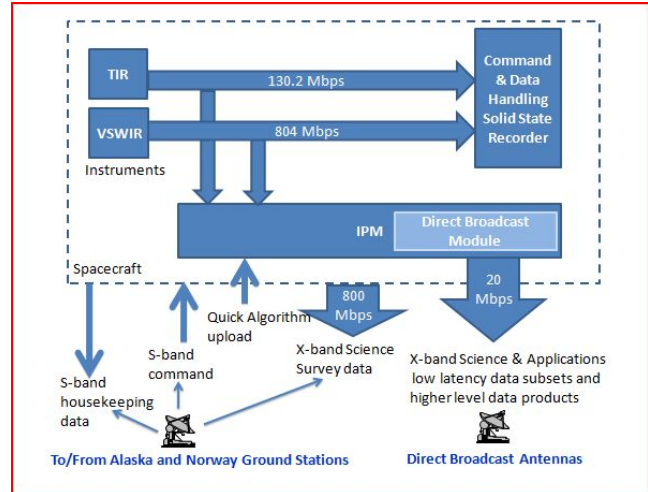 TIR
130.2 Mbps
Command
& Data
Handling
Solid State
Recorder
VSWIR
804 Mbps
Instruments
IPM
Direct Broadcast
Module
Spacecraft
20
Mbps
800
Mbps
Quick Algorithm
upload
S-band
command
X-band Science
Survey data
X-band Science & Applications
low latency data subsets and
higher level data products
S-band
housekeeping
data
To/From Alaska and Norway Ground Stations
Direct Broadcast Antennas